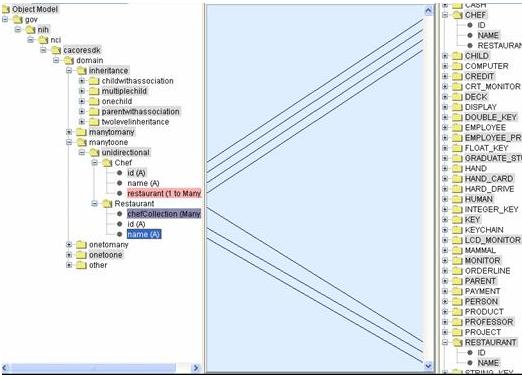 Object Model
gov
nih
nci
cacoresdk
domain
inheritance
childwithassociation
multiplechild
onechild
parentwithassociation
twolevelinheritance
manytomany
manytoone
unidirectional
Chef
id (A)
name (A)
restaurant (1 to Many
Restaurant
chefCollection (Many
id (A)
name (A)
onetomany
onetoone
other
CASH
CHEF
ID
NAME
RESTAURAN
CHILD
COMPUTER
CREDIT
CRT_MONITOR
DECK
DISPLAY
DOUBLE_KEY
EMPLOYEE
EMPLOYEE_PR
FLOAT_KEY
GRADUATE_STU
HAND
HAND_CARD
HARD_DRIVE
HUMAN
INTEGER_KEY
KEY
KEYCHAIN
LCD_MONITOR
MAMMAL
MONITOR
ORDERLINE
PARENT
PAYMENT
PERSON
PRODUCT
PROFESSOR
PROJECT
RESTAURANT
ID
NAME
STRING_KEY